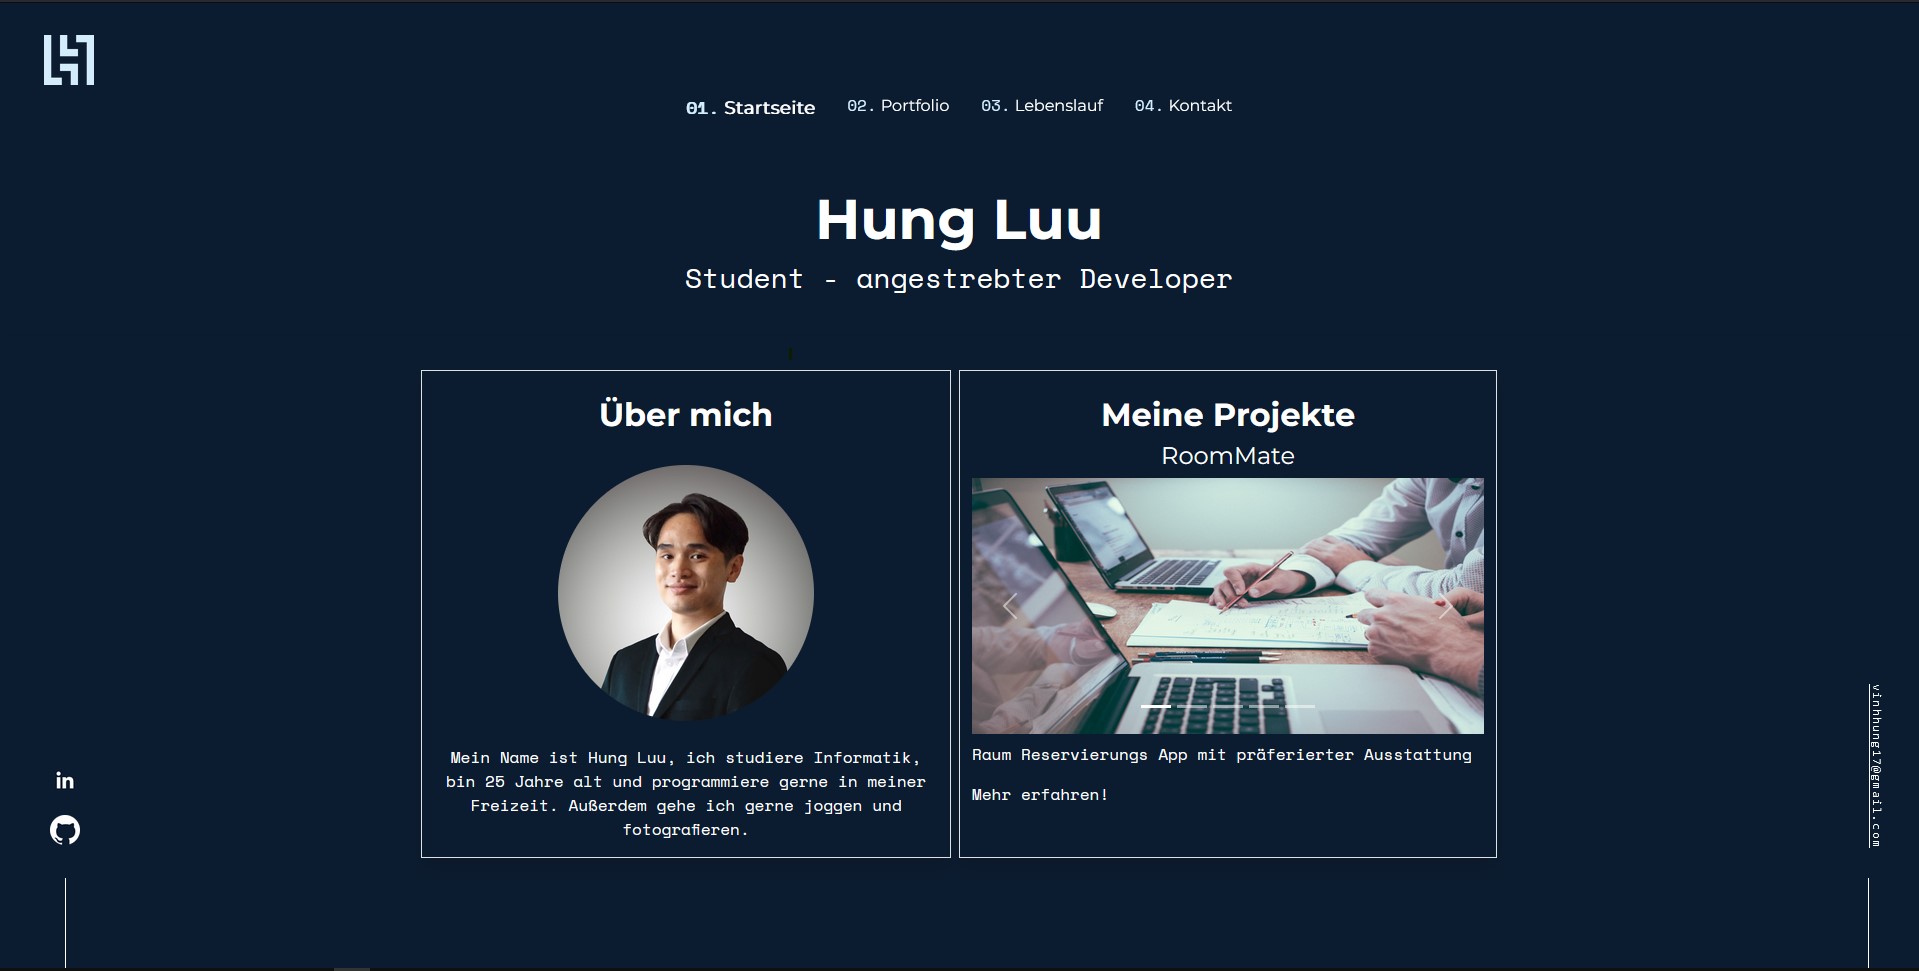 01. Startseite 02. Portfolio 03. Lebenslauf 04. Kontakt
Hung Luu
Student - angestrebter Developer
Über mich
Mein Name ist Hung Luu, ich studiere Informatik,
bin 25 Jahre alt und programmiere gerne in meiner
Freizeit. Außerdem gehe ich gerne joggen und
fotografieren.
Meine Projekte
RoomMate
Raum Reservierungs App mit präferierter Ausstattung
Mehr erfahren!
in
vinhhung17@gmail.com